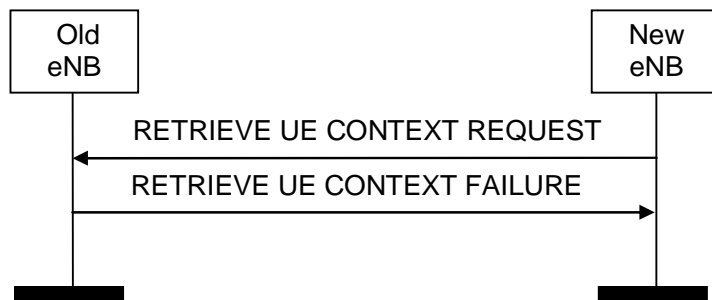 Old
eNB
New
eNB
RETRIEVE UE CONTEXT REQUEST
RETRIEVE UE CONTEXT FAILURE